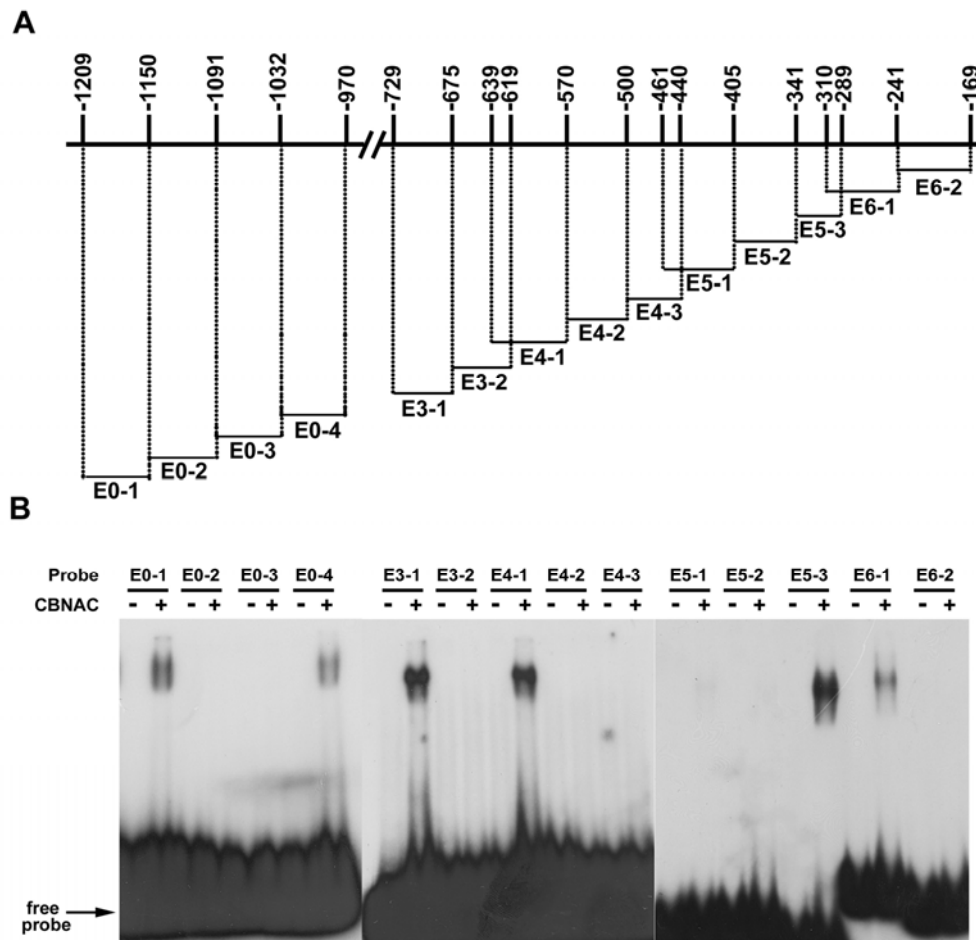 A
-1209 -1150 -1091 -1032 -970 -729 -675 -639 -619 -570 -500 -461 -440 -405 -341 -310 -289 -241 -169
E6-2
E6-1
E5-3
E5-2
E5-1
E4-3
E4-2
E4-1
E3-2
E3-1
E0-4
E0-3
E0-2
E0-1
B
Probe E0-1 E0-2 E0-3 E0-4 E3-1 E3-2 E4-1 E4-2 E4-3 E5-1 E5-2 E5-3 E6-1 E6-2
CBNAC - + - + - + - + - + - + - + - + - + - + - + - + - + - +
free
probe